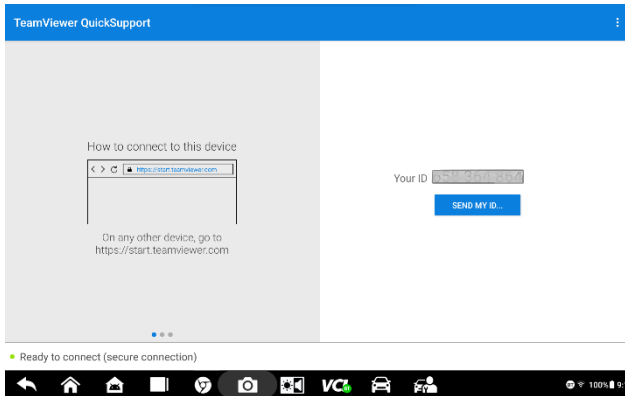 TeamViewer QuickSupport
How to connect to this device
https://start.teamviewer.com
On any other device, go to
https://start.teamviewer.com
Your ID
SEND MY ID...
Ready to connect (secure connection)
VCI
100%